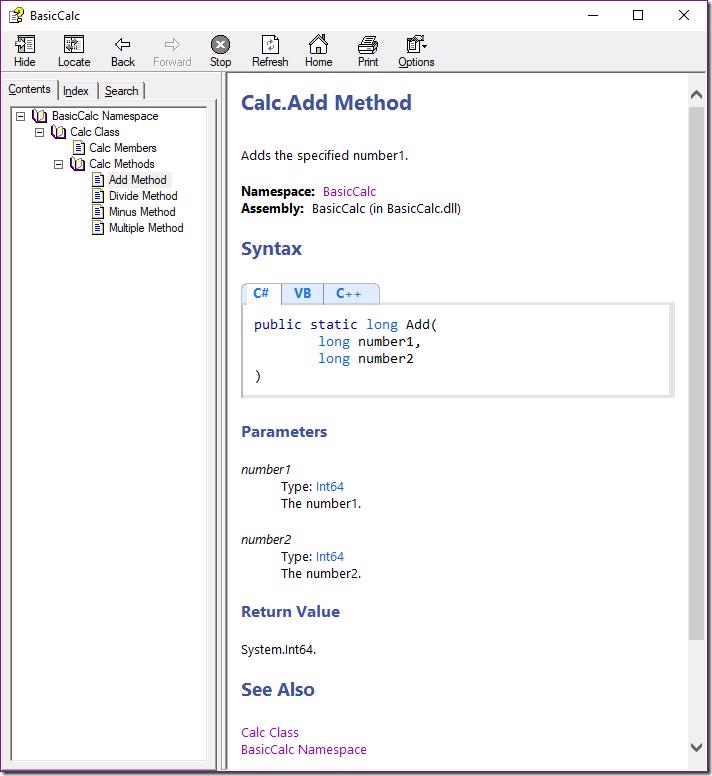 BasicCalc
Hide Locate Back Forward Stop Refresh Home Print Options
Contents Index Search
BasicCalc Namespace
Calc Class
Calc Members
Calc Methods
Add Method
Divide Method
Minus Method
Multiple Method
Calc.Add Method
Adds the specified number1.
Namespace: BasicCalc
Assembly: BasicCalc (in BasicCalc.dll)
Syntax
C# VB C++
public static long Add(
long number1,
long number2
)
Parameters
number1
Type: Int64
The number1.
number2
Type: Int64
The number2.
Return Value
System.Int64.
See Also
Calc Class
BasicCalc Namespace